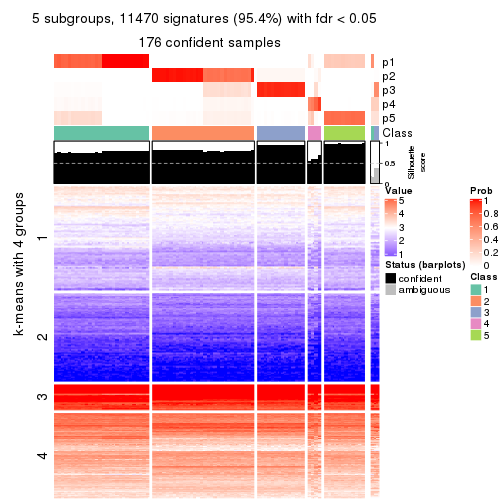 5 subgroups, 11470 signatures (95.4%) with fdr < 0.05
176 confident samples
p1
p2
p3
p4
p5
Class
1
0.5
0
Silhouette
score
k-means with 4 groups
1
2
3
4
Value
5
4
3
2
1
Status (barplots)
confident
ambiguous
Prob
1
0.8
0.6
0.4
0.2
0
Class
1
2
3
4
5